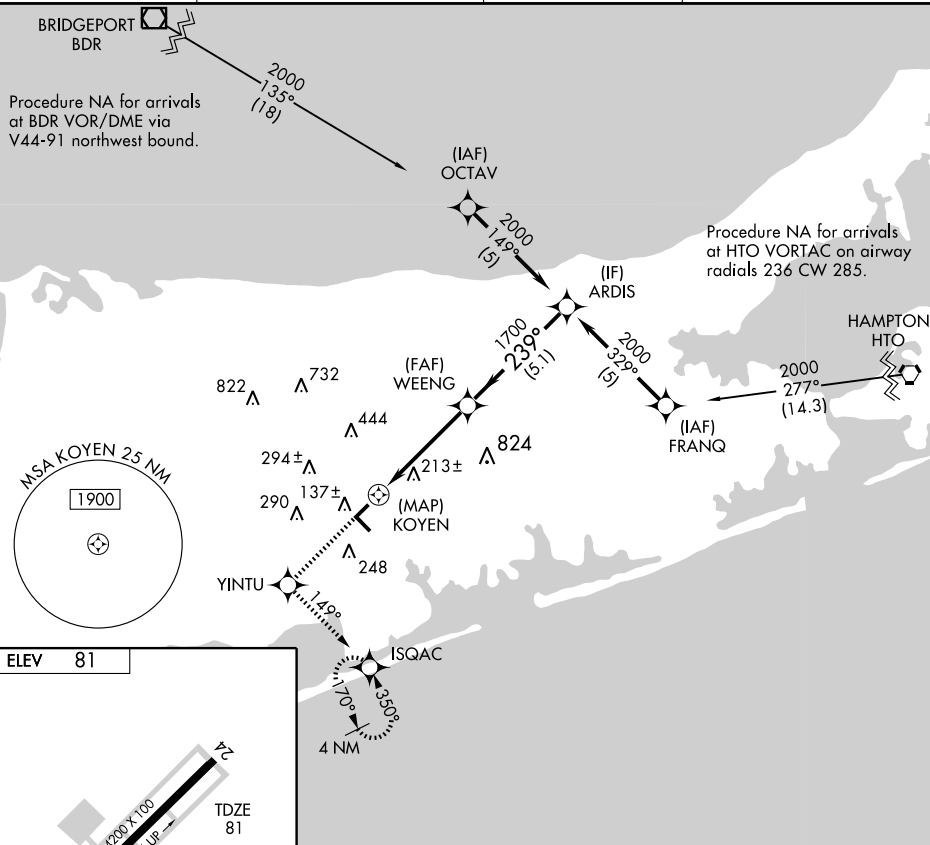 BRIDGEPORT
BDR
2000
135°
(18)
Procedure NA for arrivals
at BDR VOR/DME via
V44-91 northwest bound.
(IAF)
OCTAV
2000
149°
(5)
Procedure NA for arrivals
at HTO VORTAC on airway
radials 236 CW 285.
(IF)
ARDIS
HAMPTON
HTO
1700
239°
(5.1)
2000
329°
(5)
2000
277°
(14.3)
(FAF)
WEENG
(IAF)
FRANQ
822
732
444
824
294±
213±
290
137±
(MAP)
KOYEN
248
MSA KOYEN 25 NM
1900
YINTU
149°
ISQAC
170°
350°
4 NM
ELEV 81
24
TDZE
81
4200 X 100
UP